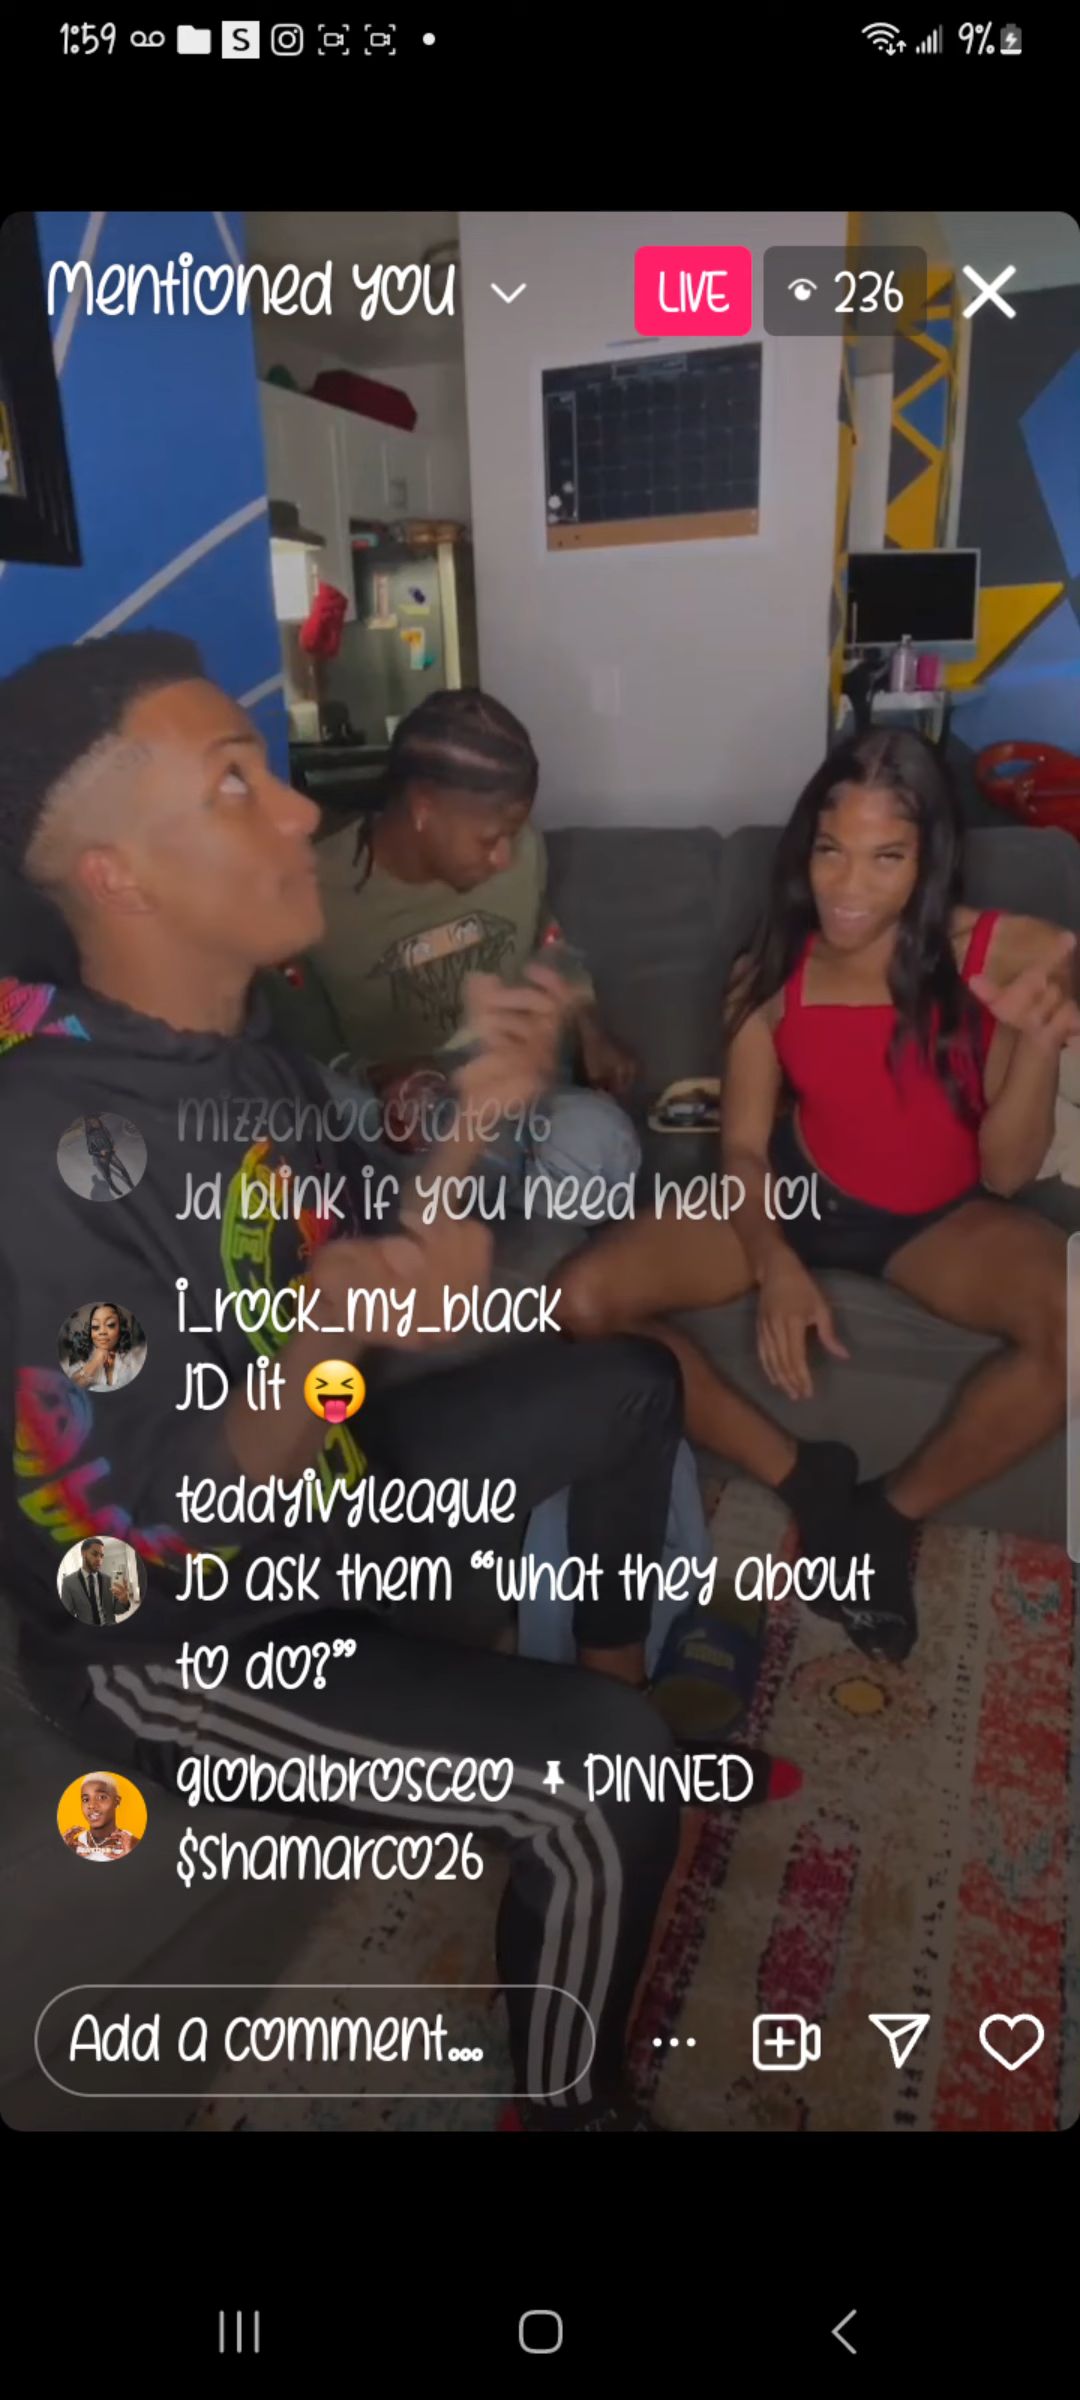 1:59
S
9%
Mentioned you
LIVE
236
mizzchocolate96
Jd blink if you need help lol
i_rock_my_black
JD lit 😝
teddyivyleague
JD ask them “what they about
to do?”
globalbrosceo PINNED
$shamarco26
Add a comment...